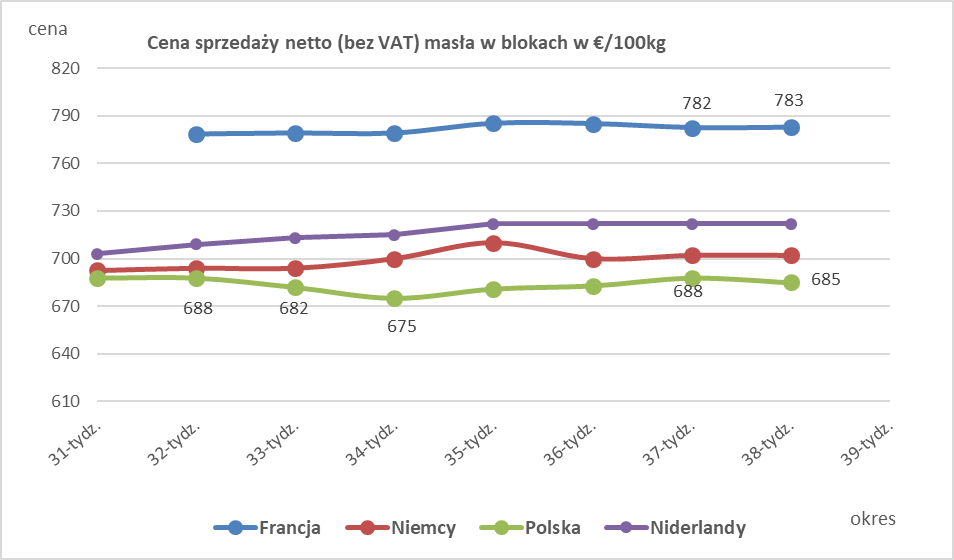 cena
Cena sprzedaży netto (bez VAT) masła w blokach w €/100kg
820
790
760
730
700
670
640
610
782
783
688
682
675
688
685
31-tydz.
32-tydz.
33-tydz.
34-tydz.
35-tydz.
36-tydz.
37-tydz.
38-tydz.
39-tydz.
okres
Francja Niemcy Polska Niderlandy